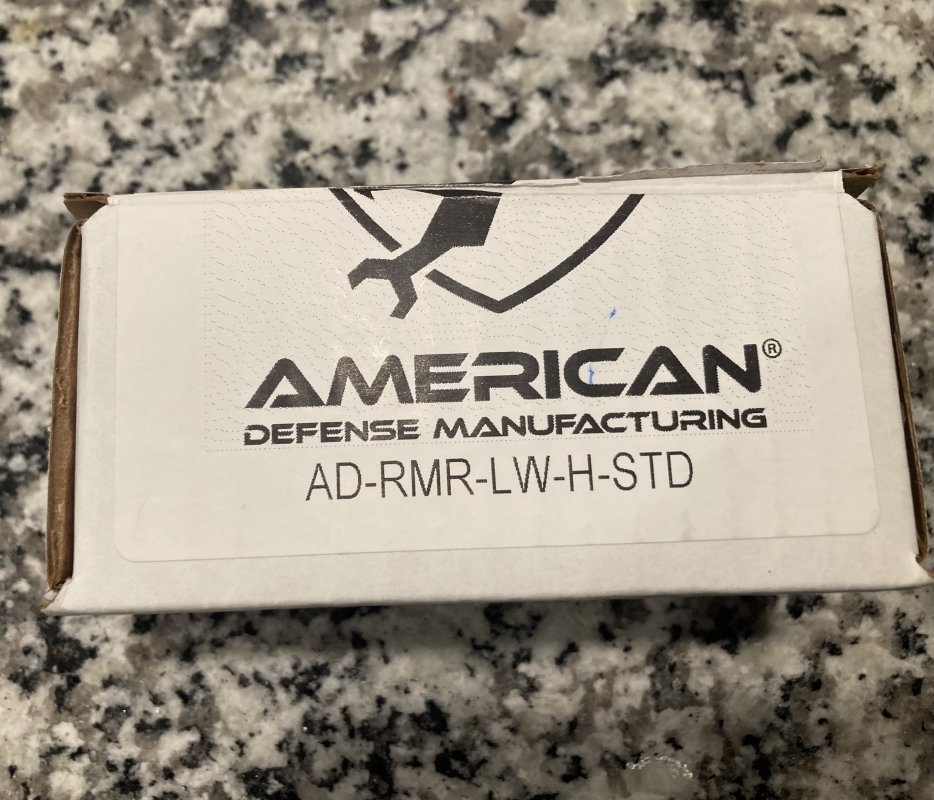 AMERICAN®
DEFENSE MANUFACTURING
AD-RMR-LW-H-STD